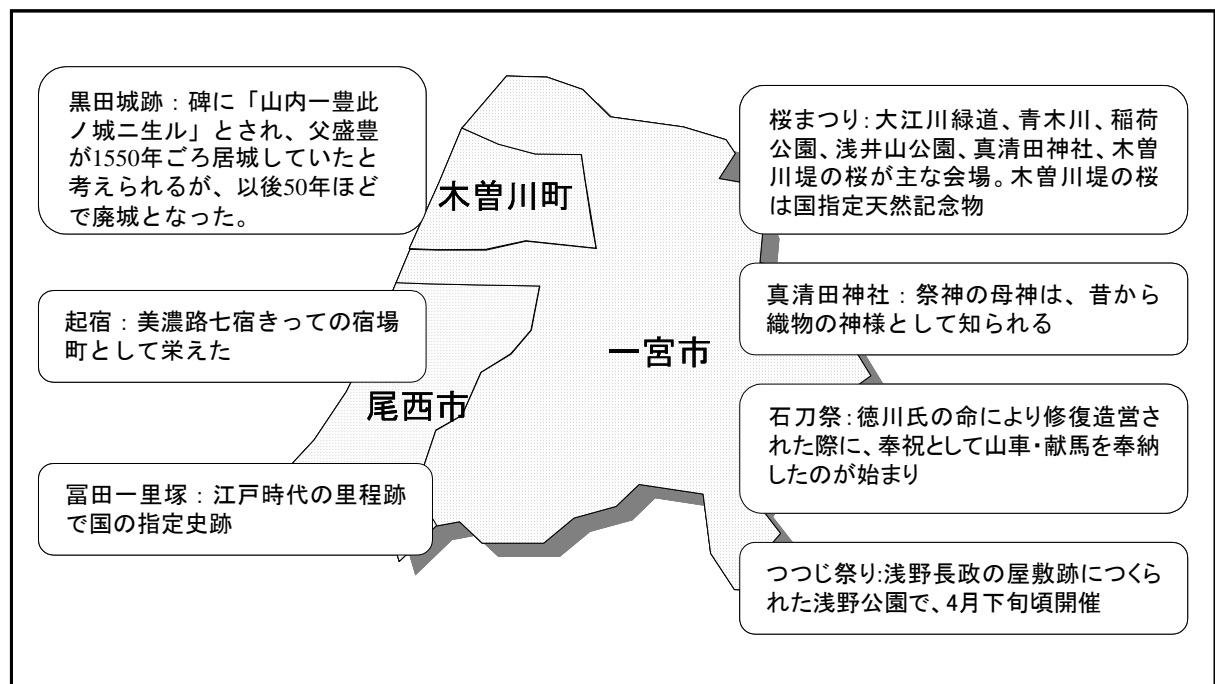 黒田城跡：碑に「山内一豊此
ノ城ニ生ル」とされ、父盛豊
が1550年ごろ居城していたと
考えられるが、以後50年ほど
で廃城となった。
起宿：美濃路七宿きっての宿場
町として栄えた
冨田一里塚：江戸時代の里程跡
で国の指定史跡
木曽川町
一宮市
尾西市
桜まつり：大江川緑道、青木川、稲荷
公園、浅井山公園、真清田神社、木曽
川堤の桜が主な会場。木曽川堤の桜
は国指定天然記念物
真清田神社：祭神の母神は、昔から
織物の神様として知られる
石刀祭：徳川氏の命により修復造営さ
れた際に、奉祝として山車・献馬を奉納
したのが始まり
つつじ祭り:浅野長政の屋敷跡につくら
れた浅野公園で、4月下旬頃開催